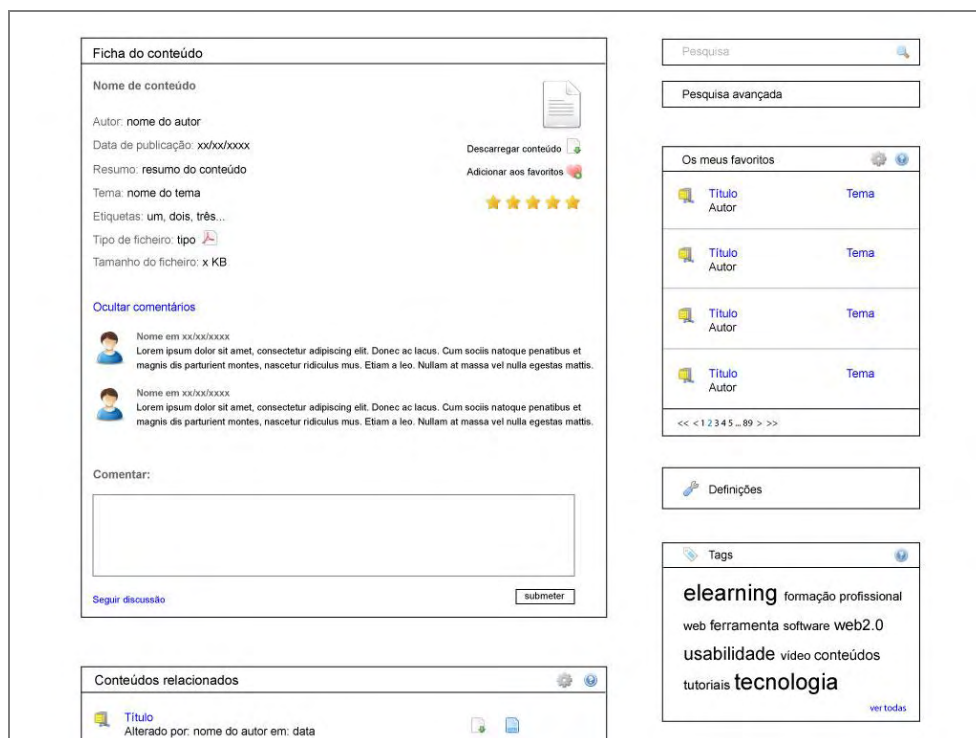 Ficha do conteúdo
Nome de contéudo
Autor: nome do autor
Data de publicação: xx/xx/xxxx
Resumo: resumo do conteúdo
Tema: nome do tema
Etiquetas: um, dois, três...
Tipo de ficheiro: tipo
Tamanho do ficheiro: x KB
Descarregar contéudo
Adicionar aos favoritos
Ocultar comentários
Nome em xx/xx/xxxx
Lorem ipsum dolor sit amet, consectetur adipiscing elit. Donec ac lacus. Cum sociis natoque penatibus et
magnis dis parturient montes, nascetur ridiculus mus. Etiam a leo. Nullam at massa vel nulla egestas mattis.
Nome em xx/xx/xxxx
Lorem ipsum dolor sit amet, consectetur adipiscing elit. Donec ac lacus. Cum sociis natoque penatibus et
magnis dis parturient montes, nascetur ridiculus mus. Etiam a leo. Nullam at massa vel nulla egestas mattis.
Comentar:
Seguir discussão
submeter
Conteúdos relacionados
Título
Alterado por: nome do autor em: data
Pesquisa
Pesquisa avançada
Os meus favoritos
Título Tema
Autor
Título Tema
Autor
Título Tema
Autor
Título Tema
Autor
<< < 1 2 3 4 5 ... 89 > >>
Definições
Tags
elearning formação profissional
web ferramenta software web2.0
usabilidade video conteúdos
tutoriais tecnologia
ver todas